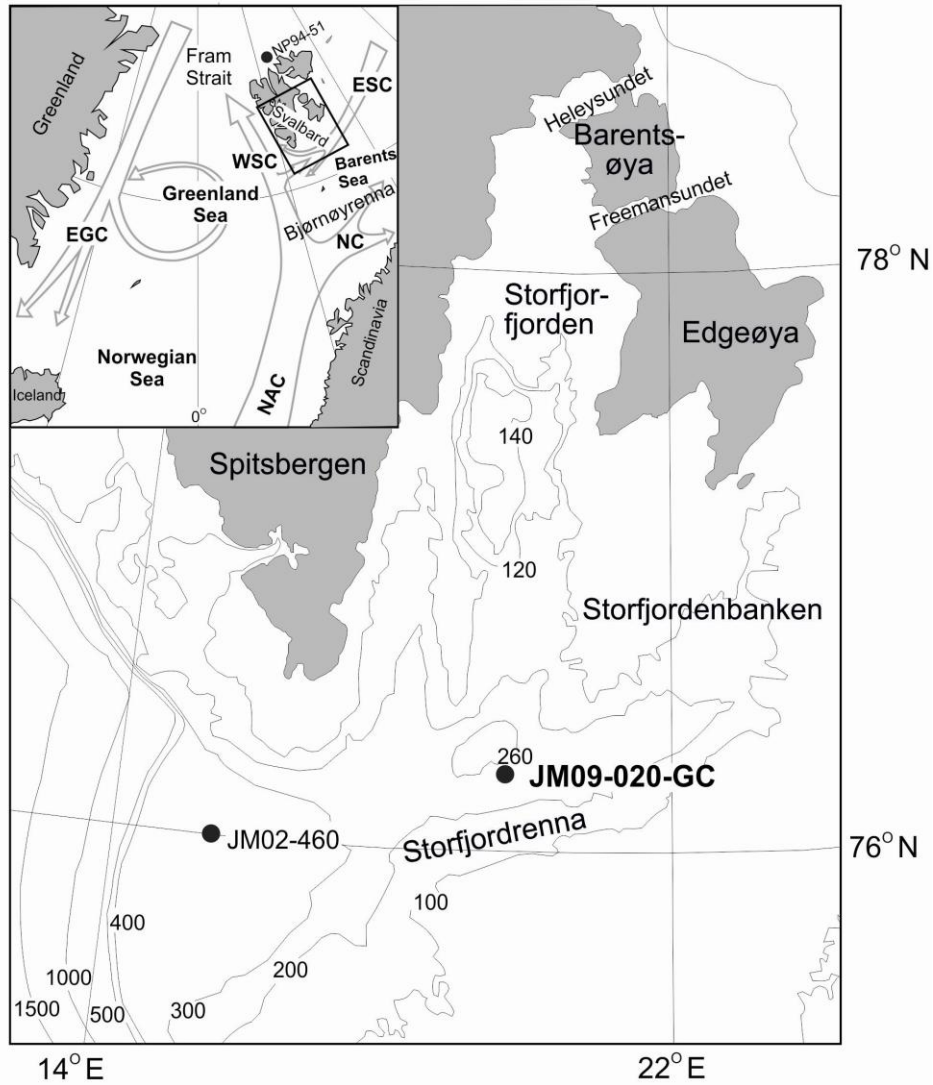 Greenland
Fram
Strait
NP94-51
ESC
Svalbard
WSC
Barents
Sea
Greenland
Sea
Bjørnøyrenna
EGC
NC
Norwegian
Sea
Scandinavia
Iceland
NAC
0°
Heleysundet
Barents-
øya
Freemansundet
78° N
Storfjor-
fjorden
Edgeøya
140
Spitsbergen
120
Storfjordenbanken
260
JM09-020-GC
JM02-460
Storfjordrenna
76° N
100
400
200
1000
300
1500
500
14° E
22° E